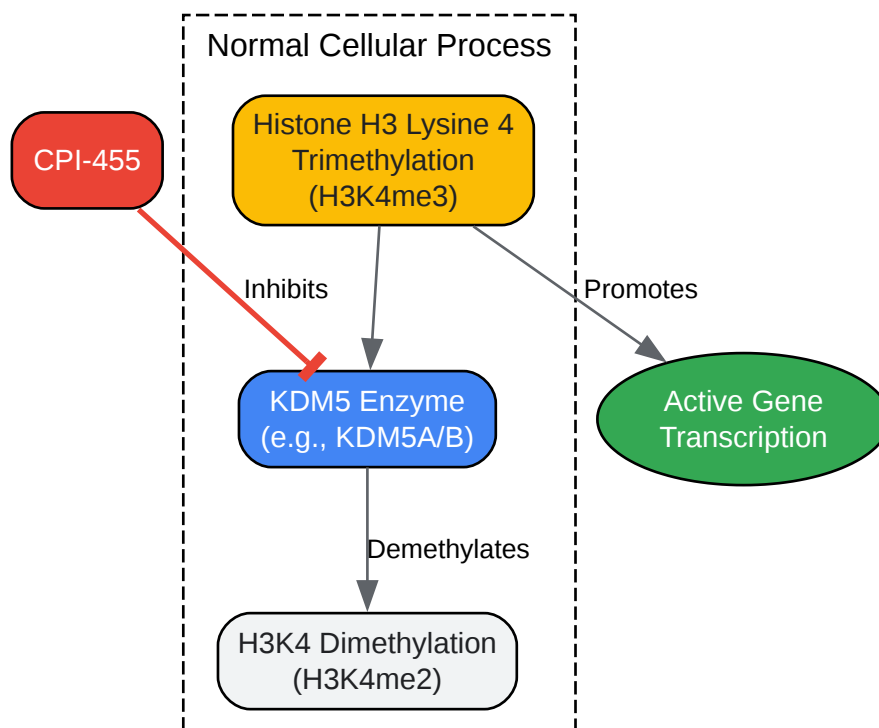 Normal Cellular Process
CPI-455
Histone H3 Lysine 4
Trimethylation
(H3K4me3)
Inhibits
Promotes
KDM5 Enzyme
(e.g., KDM5A/B)
Active Gene
Transcription
Demethylates
H3K4 Dimethylation
(H3K4me2)